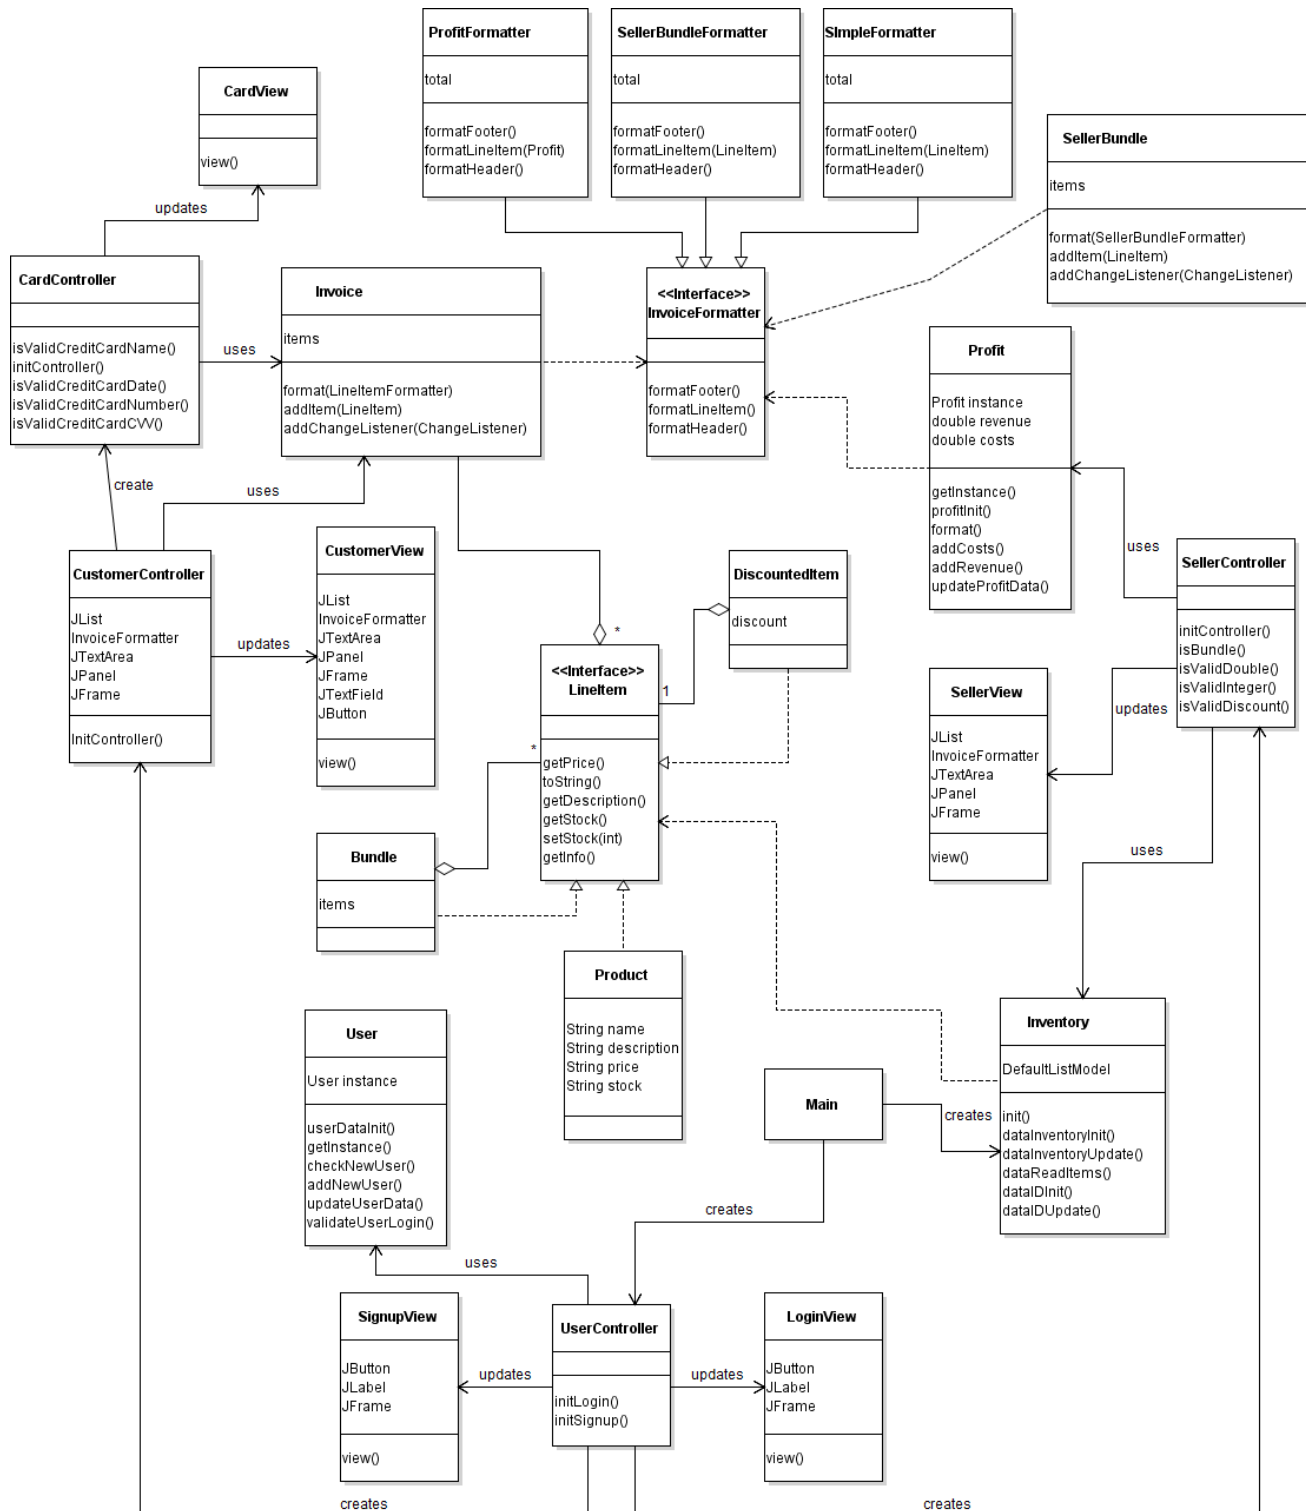 ProfitFormatter
total
formatFooter()
formatLineItem(Profit)
formatHeader()
SellerBundleFormatter
total
formatFooter()
formatLineItem(LineItem)
formatHeader()
SImpleFormatter
total
formatFooter()
formatLineItem(LineItem)
formatHeader()
CardView
view()
SellerBundle
items
format(SellerBundleFormatter)
addItem(LineItem)
addChangeListener(ChangeListener)
updates
CardController
isValidCreditCardName()
initController()
isValidCreditCardDate()
isValidCreditCardNumber()
isValidCreditCardCVV()
uses
Invoice
items
format(LineItemFormatter)
addItem(LineItem)
addChangeListener(ChangeListener)
<<Interface>>
InvoiceFormatter
formatFooter()
formatLineItem()
formatHeader()
Profit
Profit instance
double revenue
double costs
getInstance()
profitInit()
format()
addCosts()
addRevenue()
updateProfitData()
create
uses
uses
CustomerController
JList
InvoiceFormatter
JTextArea
JPanel
JFrame
InitController()
updates
CustomerView
JList
InvoiceFormatter
JTextArea
JPanel
JFrame
JTextField
JButton
view()
DiscountedItem
discount
SellerController
initController()
isBundle()
isValidDouble()
isValidInteger()
isValidDiscount()
*
1
*
<<Interface>>
LineItem
getPrice()
toString()
getDescription()
getStock()
setStock(int)
getInfo()
SellerView
JList
InvoiceFormatter
JTextArea
JPanel
JFrame
view()
updates
uses
Bundle
items
Product
String name
String description
String price
String stock
Inventory
DefaultListModel
init()
dataInventoryInit()
dataInventoryUpdate()
dataReadItems()
dataIDInit()
dataIDUpdate()
User
User instance
userDataInit()
getInstance()
checkNewUser()
addNewUser()
updateUserData()
validateUserLogin()
Main
creates
creates
uses
SignupView
JButton
JLabel
JFrame
view()
updates
UserController
initLogin()
initSignup()
updates
LoginView
JButton
JLabel
JFrame
view()
creates
creates